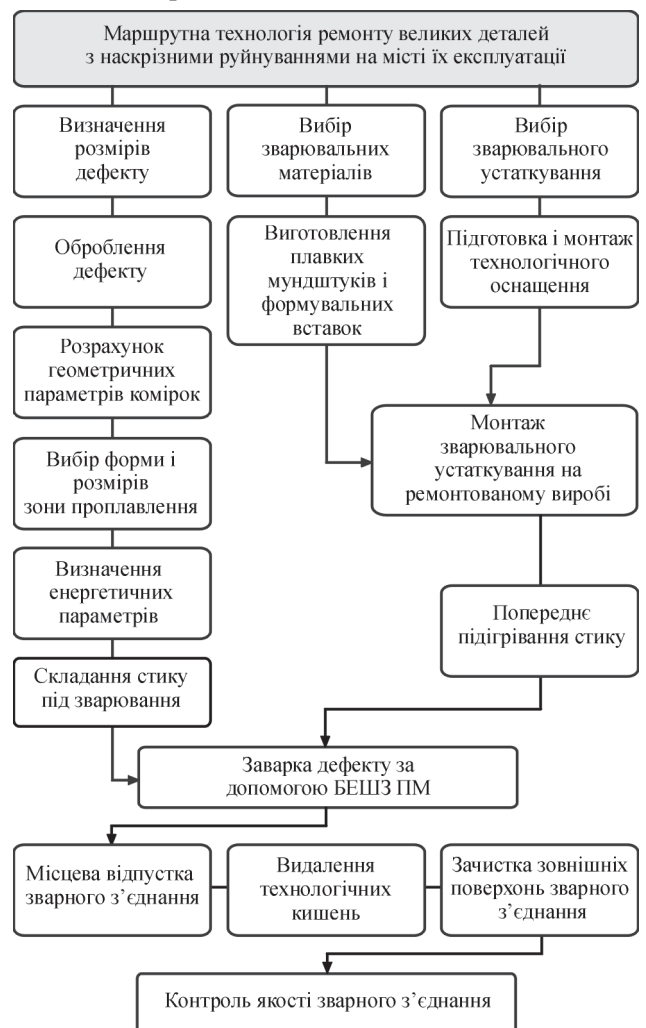 Маршрутна технологія ремонту великих деталей
з наскрізними руйнуваннями на місті їх експлуатації
Визначення
розмірів
дефекту
Вибір
зварювальних
матеріалів
Вибір
зварювального
устаткування
Оброблення
дефекту
Виготовлення
плавких
мундштуків і
формувальних
вставок
Підготовка і монтаж
технологічного
оснащення
Розрахунок
геометричних
параметрів комірок
Монтаж
зварювального
устаткування на
ремонтованому виробі
Вибір форми і
розмірів
зони проплавлення
Визначення
енергетичних
параметрів
Попереднє
підігрівання стику
Складання стику
під зварювання
Заварка дефекту за
допомогою БЕШЗ ПМ
Місцева відпустка
зварного з’єднання
Видалення
технологічних
кишень
Зачистка зовнішніх
поверхонь зварного
з’єднання
Контроль якості зварного з’єднання